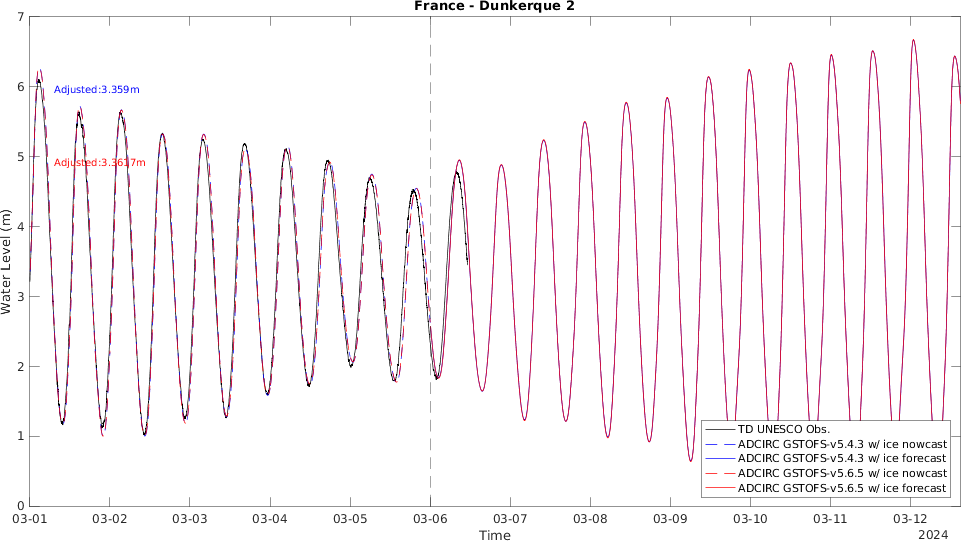 France - Dunkerque 2
7
6
5
4
3
2
1
0
Water Level (m)
Adjusted:3.359m
Adjusted:3.3617m
TD UNESCO Obs.
ADCIRC GSTOFS-v5.4.3 w/ ice nowcast
ADCIRC GSTOFS-v5.4.3 w/ ice forecast
ADCIRC GSTOFS-v5.6.5 w/ ice nowcast
ADCIRC GSTOFS-v5.6.5 w/ ice forecast
03-01 03-02 03-03 03-04 03-05 03-06 03-07 03-08 03-09 03-10 03-11 03-12
Time
2024